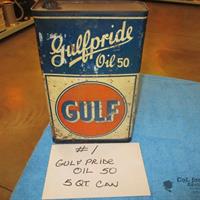 Gulfpride
Oil 50
GULF
#1
GULF PRIDE
OIL 50
5 QT CAN